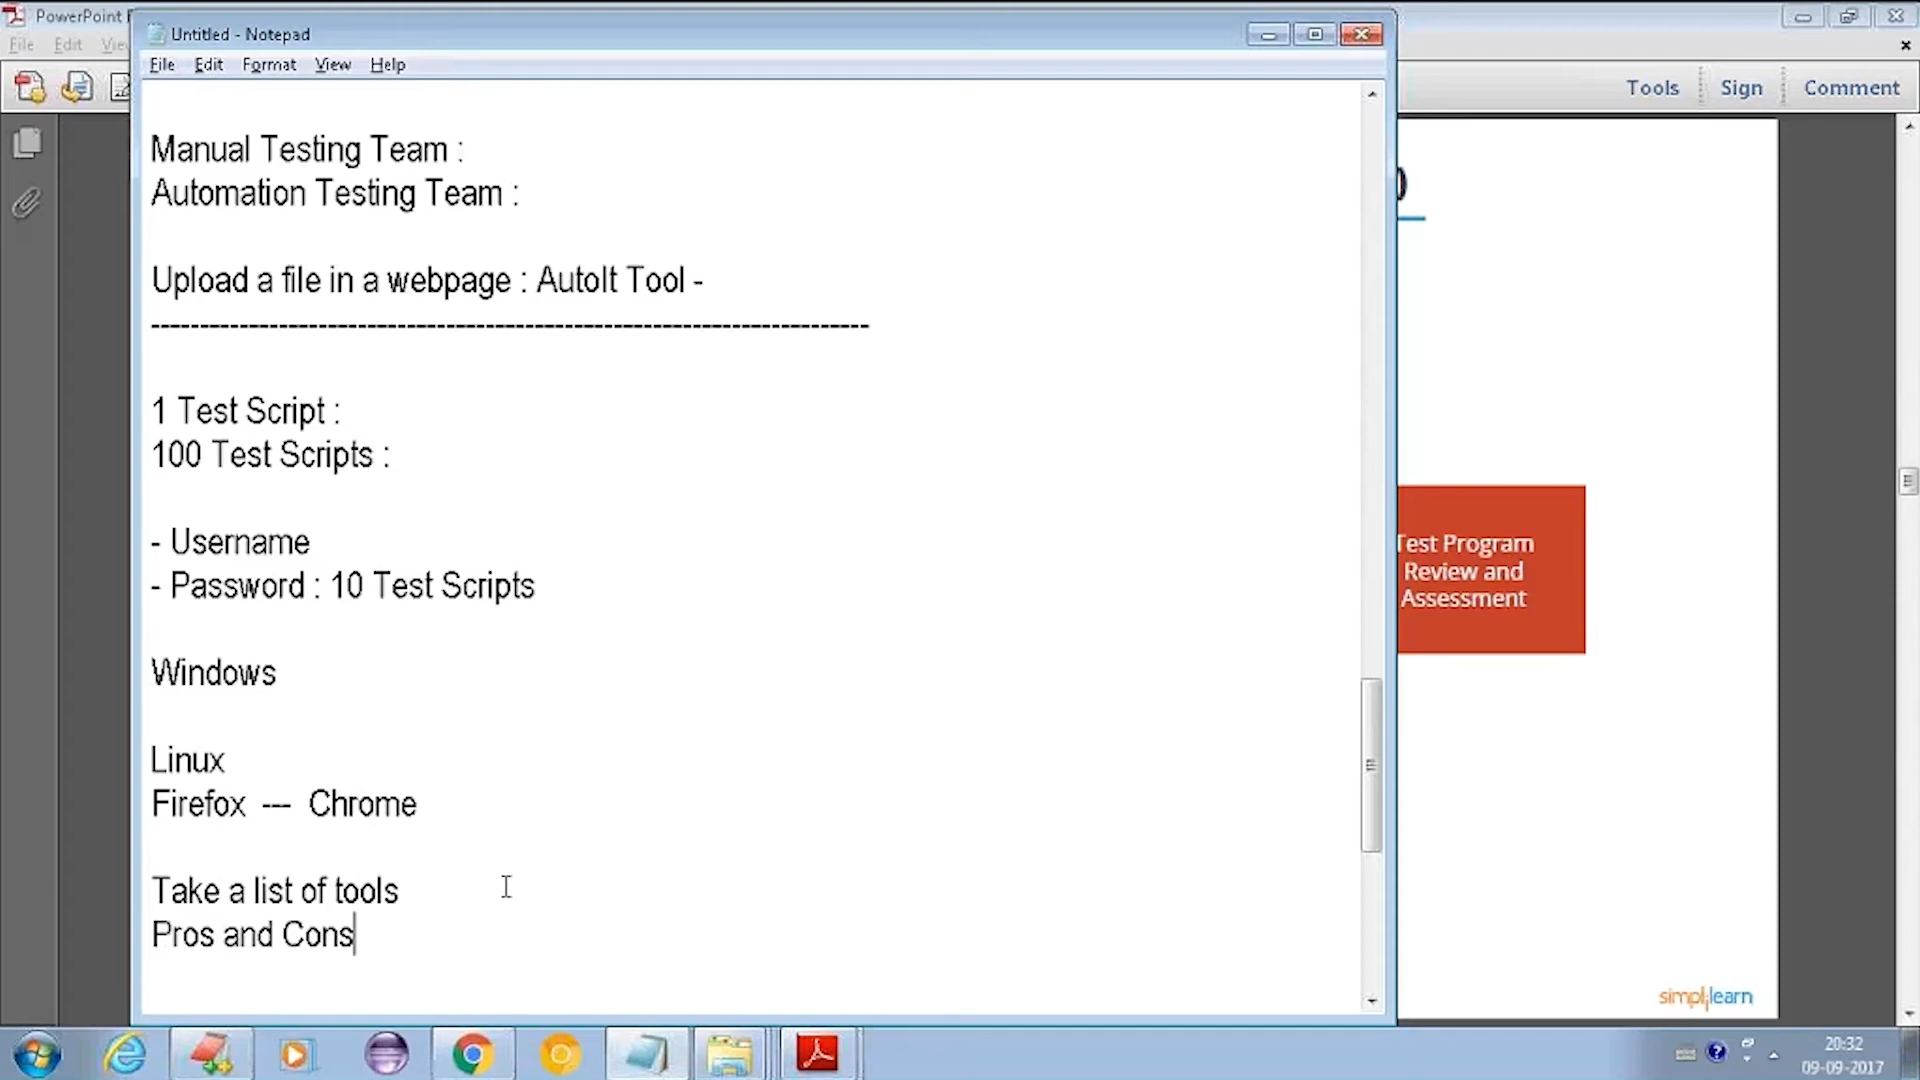 PowerPoint
Untitled - Notepad
File Edit View
File Edit Format View Help
Tools Sign Comment
Manual Testing Team :
Automation Testing Team :
Upload a file in a webpage : AutoIt Tool -
--------------------------------------------------------------------------
1 Test Script :
100 Test Scripts :
- Username
- Password : 10 Test Scripts
Windows
Linux
Firefox --- Chrome
Take a list of tools
Pros and Cons
Test Program
Review and
Assessment
simplilearn
20:32
09-09-2017